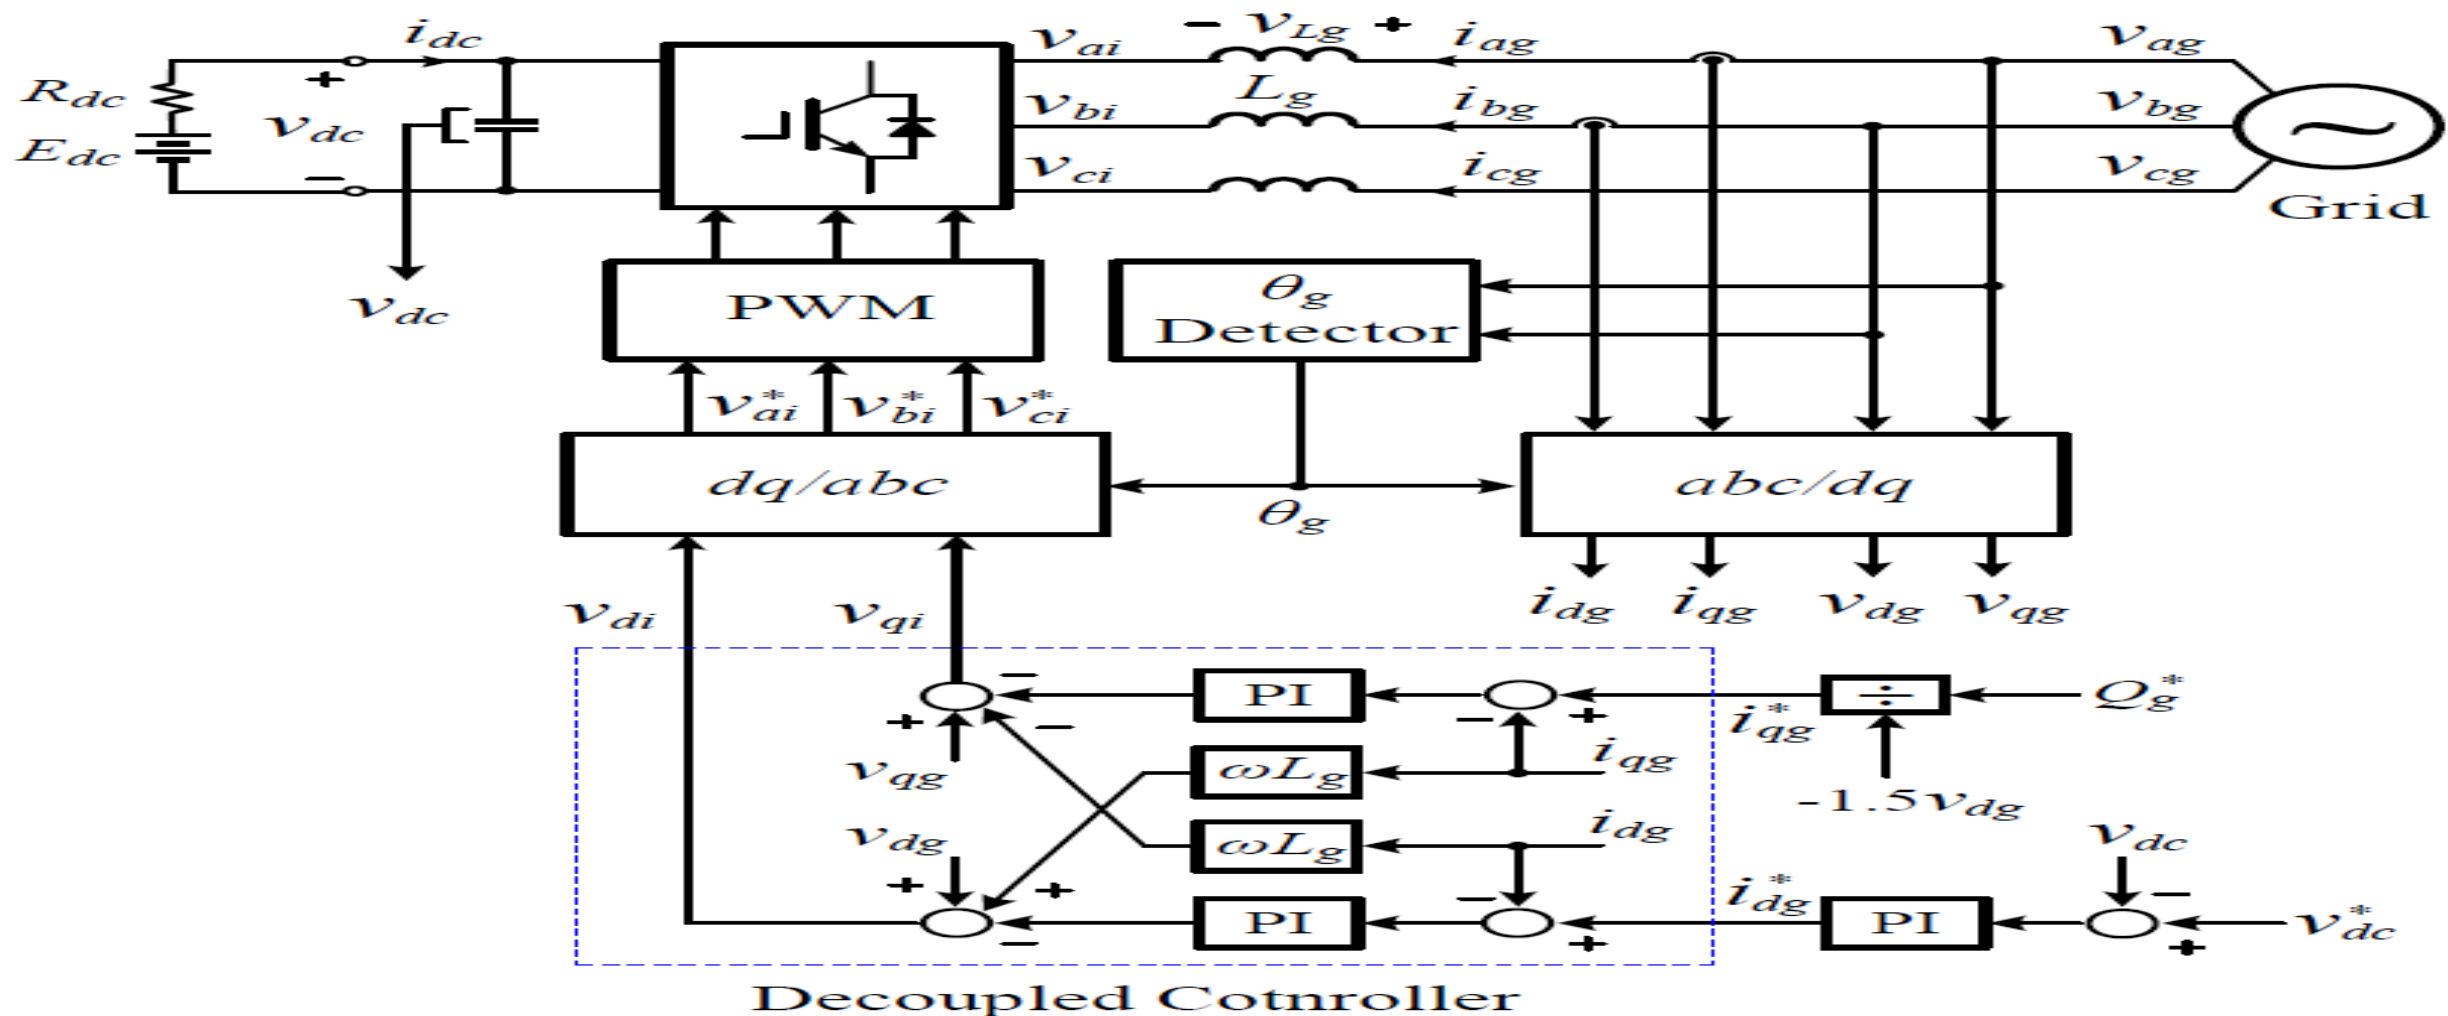 i_dc
− v_Lg +
v_ai
i_ag
v_ag
R_dc
+
v_dc
E_dc
−
v_bi
L_g
i_bg
v_bg
v_ci
i_cg
v_cg
Grid
v_dc
PWM
θ_g
Detector
v*_ai
v*_bi
v*_ci
dq/abc
θ_g
abc/dq
v_di
v_qi
i_dg
i_qg
v_dg
v_qg
−
PI
÷
Q*_g
+
−
−
+
i*_qg
v_qg
ωL_g
i_qg
-1.5v_dg
v_dg
ωL_g
i_dg
v_dc
+
+
−
i*_dg
−
PI
PI
v*_dc
−
+
+
Decoupled Cotnroller